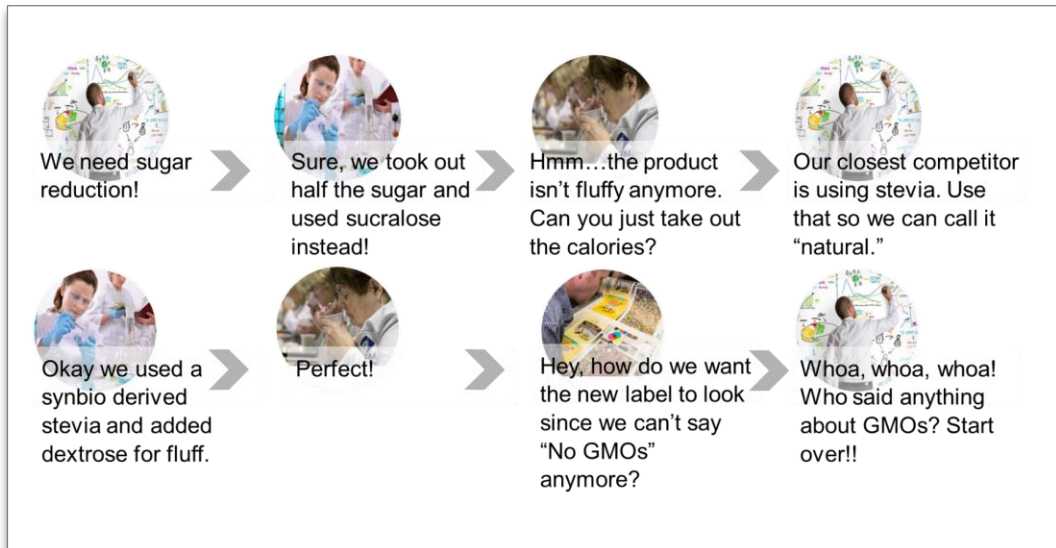 We need sugar
reduction!
Sure, we took out
half the sugar and
used sucralose
instead!
Hmm…the product
isn’t fluffy anymore.
Can you just take out
the calories?
Our closest competitor
is using stevia. Use
that so we can call it
“natural.”
Okay we used a
synbio derived
stevia and added
dextrose for fluff.
Perfect!
Hey, how do we want
the new label to look
since we can’t say
“No GMOs”
anymore?
Whoa, whoa, whoa!
Who said anything
about GMOs? Start
over!!